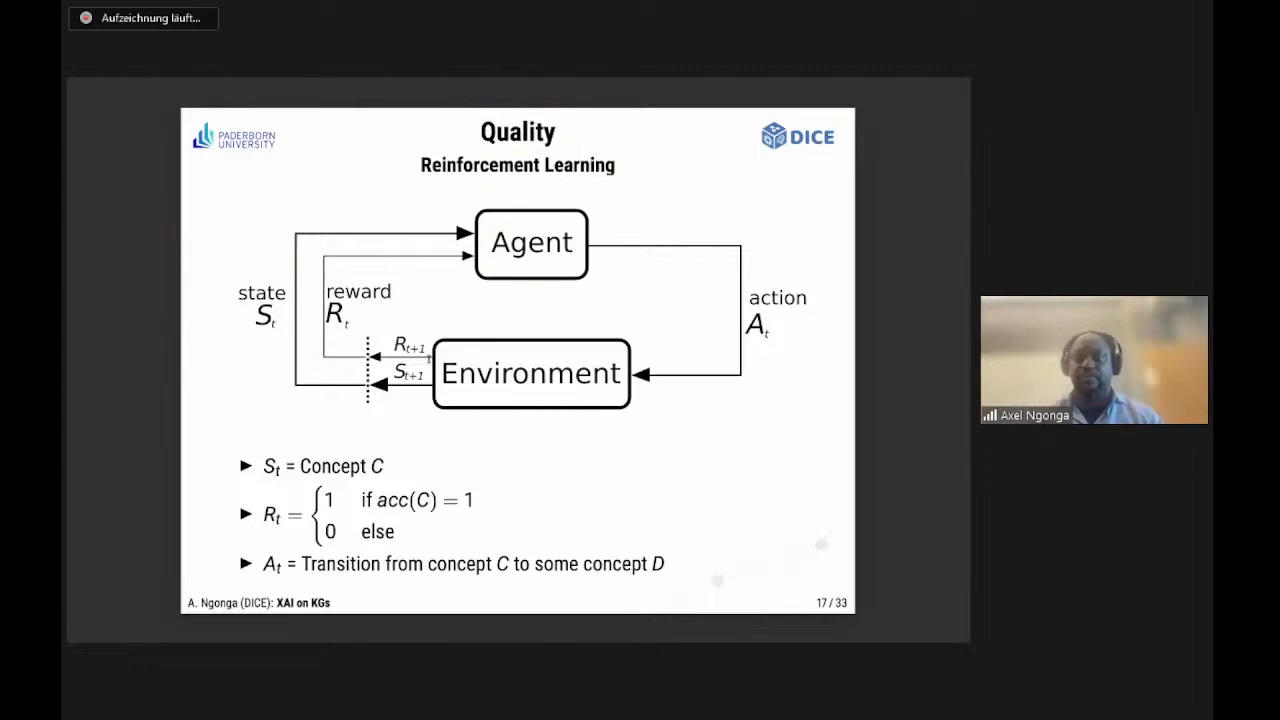 Aufzeichnung läuft...
PADERBORN
UNIVERSITY
Quality
DICE
Reinforcement Learning
Agent
state
S_t
reward
R_t
action
A_t
R_{t+1}
S_{t+1}
Environment
► S_t = Concept C
► R_t = { 1 if acc(C) = 1
0 else
► A_t = Transition from concept C to some concept D
A. Ngonga (DICE): XAI on KGs
17 / 33
Axel Ngonga